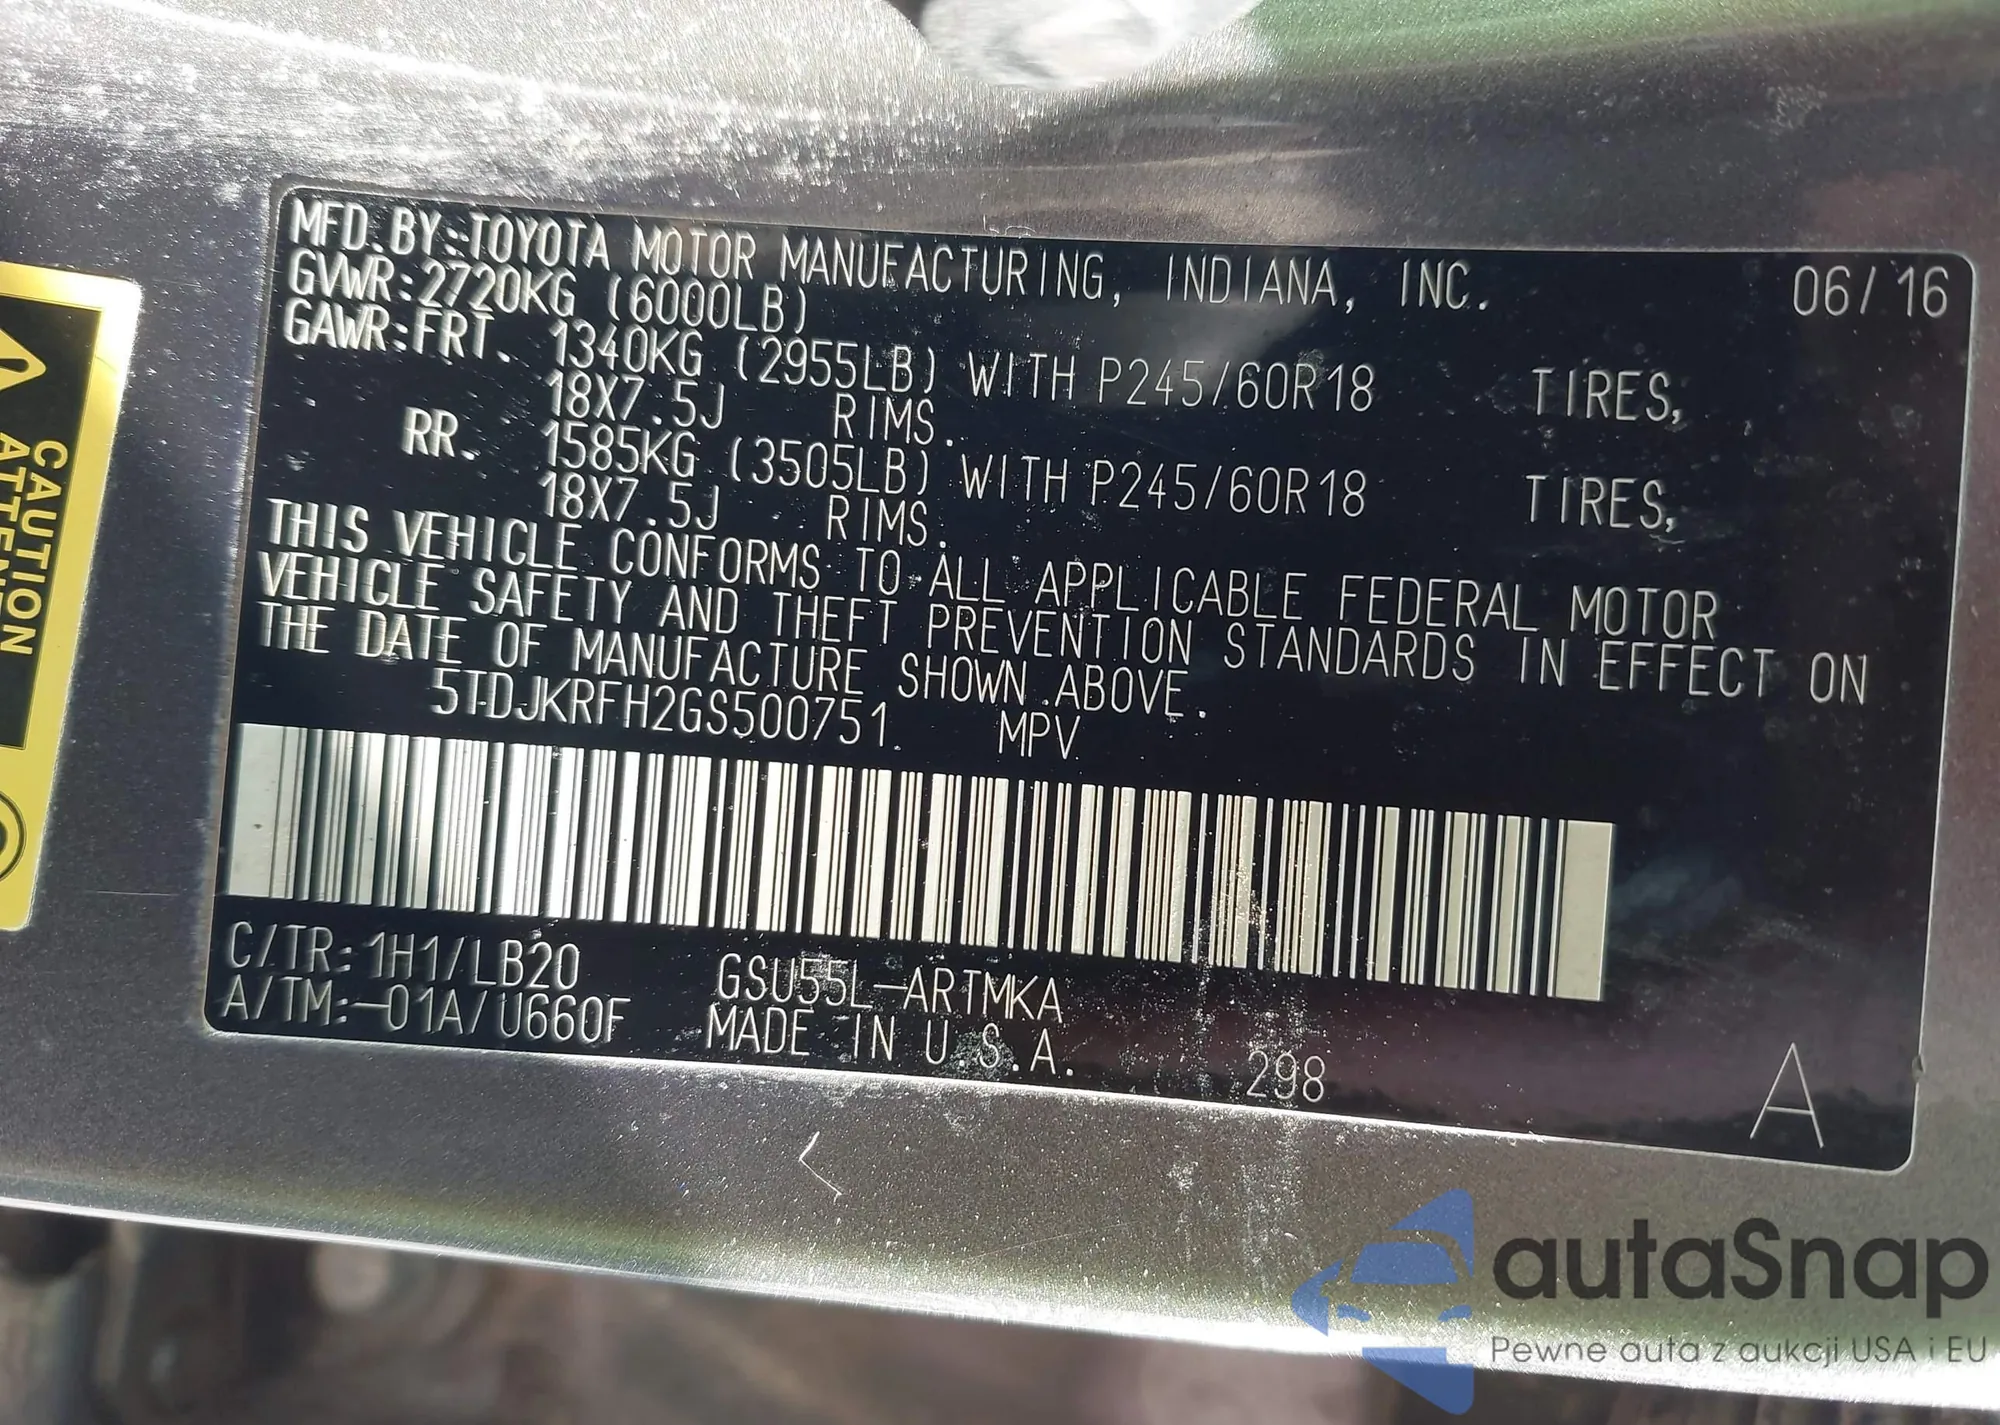 MFD.BY:TOYOTA MOTOR MANUFACTURING, INDIANA, INC. 06/16
GVWR:2720KG (6000LB)
GAWR:FRT. 1340KG (2955LB) WITH P245/60R18 TIRES,
18X7.5J RIMS.
RR. 1585KG (3505LB) WITH P245/60R18 TIRES,
18X7.5J RIMS.
THIS VEHICLE CONFORMS TO ALL APPLICABLE FEDERAL MOTOR
VEHICLE SAFETY AND THEFT PREVENTION STANDARDS IN EFFECT ON
THE DATE OF MANUFACTURE SHOWN ABOVE.
5TDJKRFH2GS500751 MPV
C/TR:1H1/LB20 GSU55L-ARTMKA
A/TM:-01A/U660F MADE IN U.S.A. 298 A
CAUTION
autaSnap
Pewne auta z aukcji USA i EU